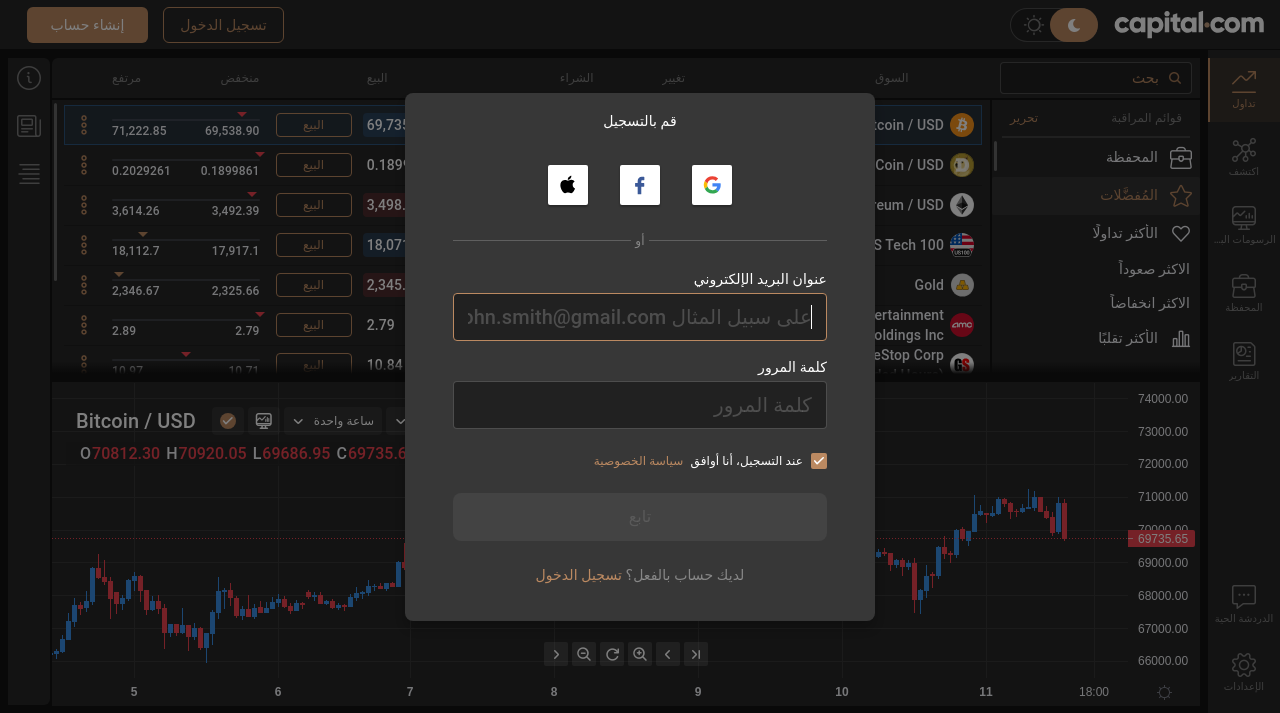 capital.com
تسجيل الدخول
إنشاء حساب
تداول
اكتشف
الرسومات البـ...
المحفظة
التقارير
الدردشة الحية
الإعدادات
بحث
قوائم المراقبة
تحرير
المحفظة
المُفضَّلات
الأكثر تداولًا
الاكثر صعوداً
الاكثر انخفاضاً
الأكثر تقلبًا
السوق
تغيير
الشراء
البيع
منخفض
مرتفع
tcoin / USD
69,735
البيع
69,538.90
71,222.85
Coin / USD
0.1899
البيع
0.1899861
0.2029261
eum / USD
3,498.
البيع
3,492.39
3,614.26
S Tech 100
US100
18,071
البيع
17,917.1
18,112.7
Gold
2,345.
البيع
2,325.66
2,346.67
ertainment
oldings Inc
amc
2.79
البيع
2.79
2.89
eStop Corp
10.84
البيع
10.71
10.97
قم بالتسجيل
أو
عنوان البريد الإلكتروني
على سبيل المثال ohn.smith@gmail.com
كلمة المرور
كلمة المرور
عند التسجيل، أنا أوافق سياسة الخصوصية
تابع
لديك حساب بالفعل؟ تسجيل الدخول
Bitcoin / USD
ساعة واحدة
O70812.30 H70920.05 L69686.95 C69735.6
74000.00
73000.00
72000.00
71000.00
70000.00
69735.65
69000.00
68000.00
67000.00
66000.00
5 6 7 8 9 10 11 18:00